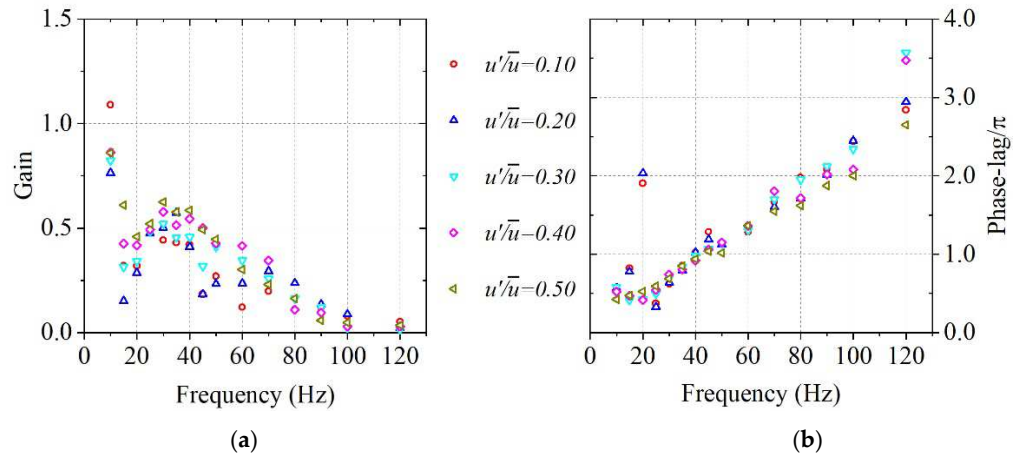 1.5
1.0
0.5
0.0
Gain
0 20 40 60 80 100 120
Frequency (Hz)
(a)
u'/u̅=0.10
u'/u̅=0.20
u'/u̅=0.30
u'/u̅=0.40
u'/u̅=0.50
4.0
3.0
2.0
1.0
0.0
Phase-lag/π
0 20 40 60 80 100 120
Frequency (Hz)
(b)